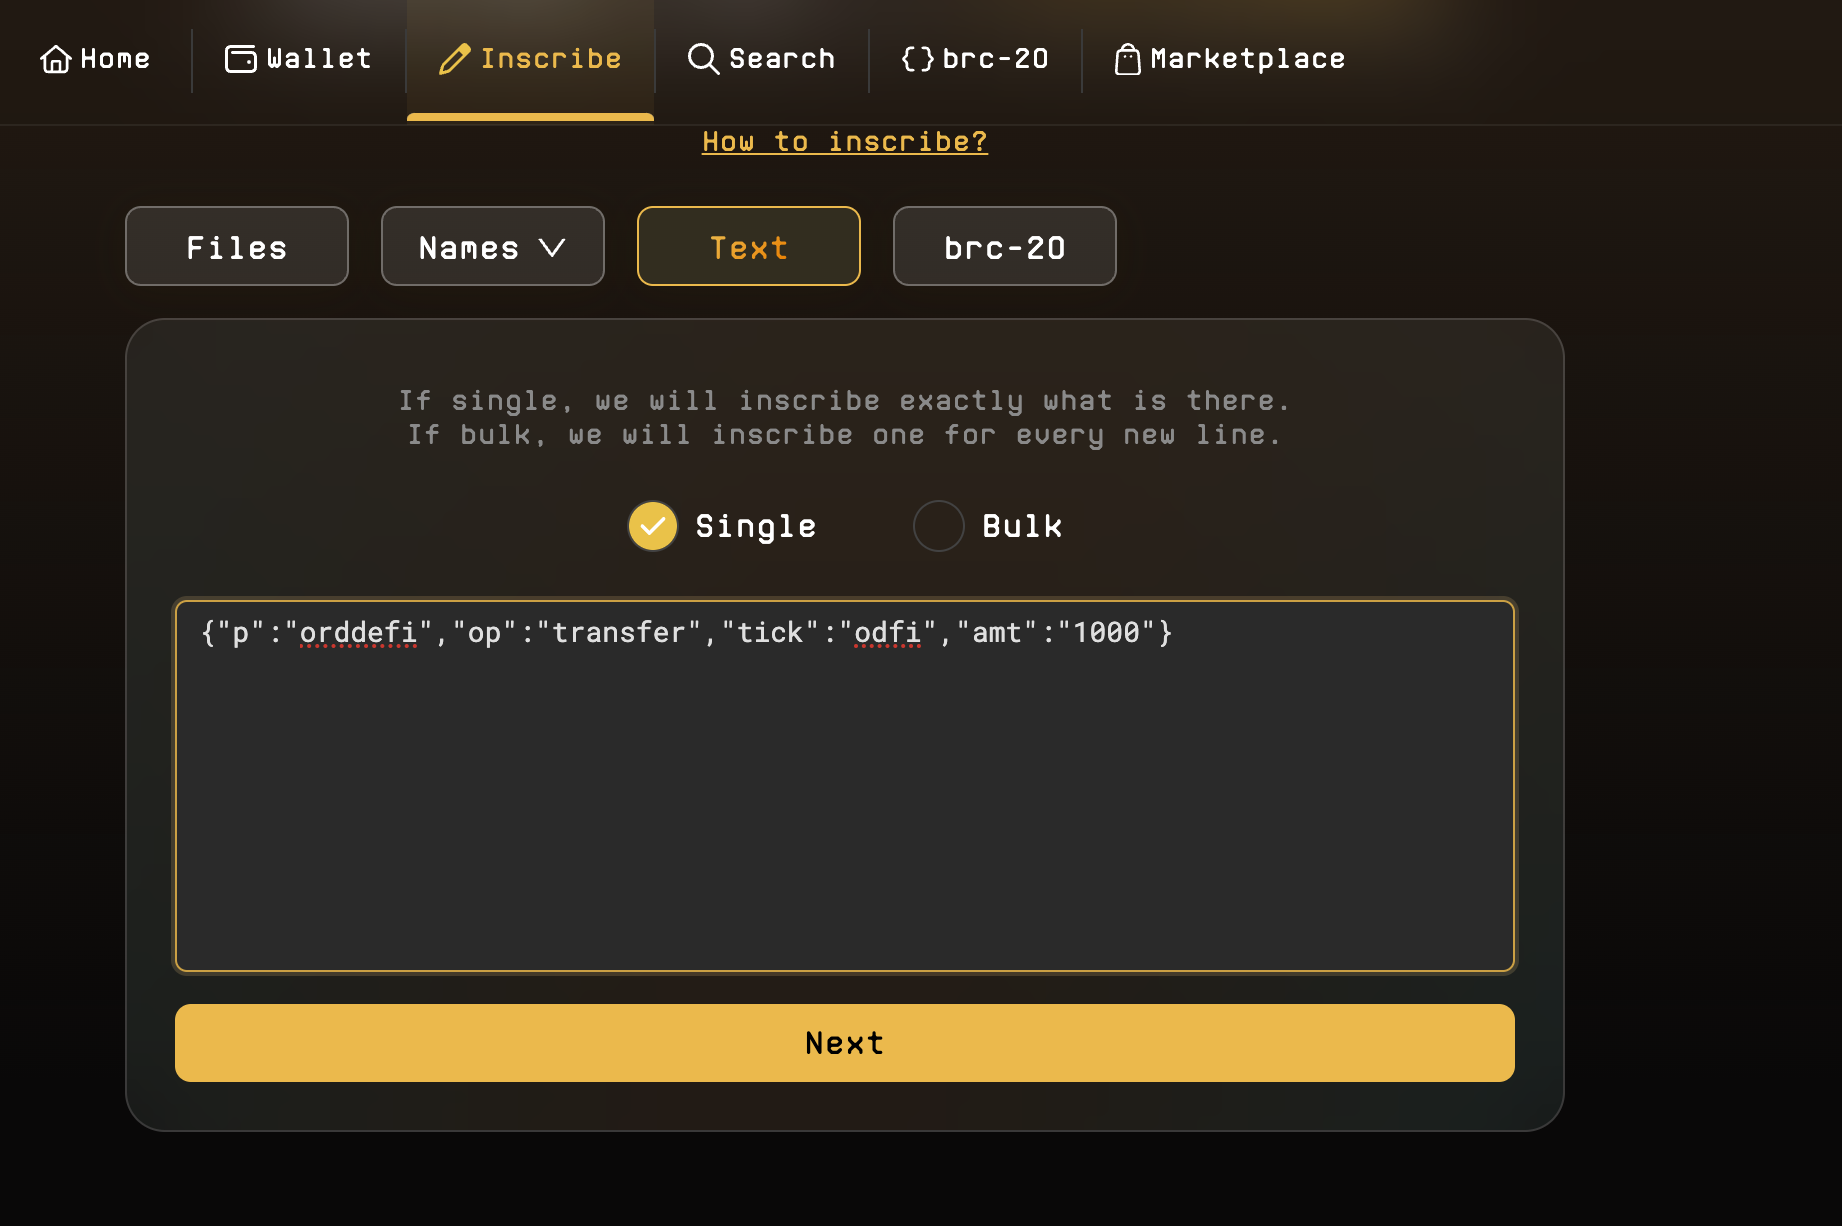 Home Wallet Inscribe Search brc-20 Marketplace
How to inscribe?
Files Names Text brc-20
If single, we will inscribe exactly what is there.
If bulk, we will inscribe one for every new line.
Single Bulk
{"p":"orddefi","op":"transfer","tick":"odfi","amt":"1000"}
Next